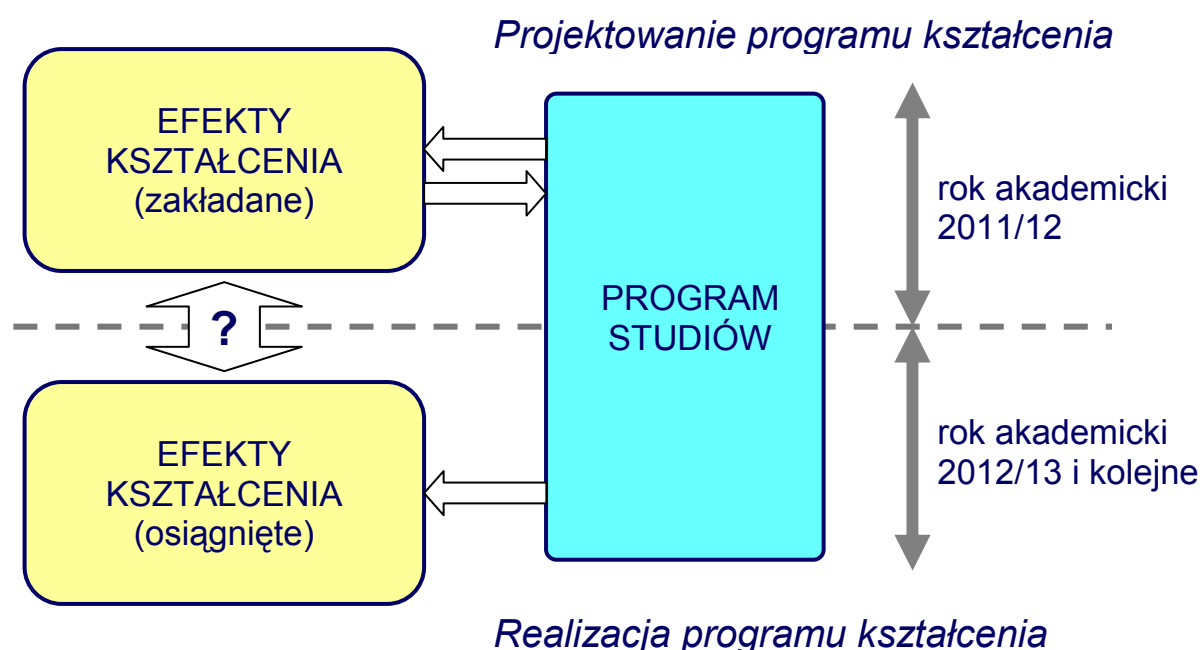 Projektowanie programu kształcenia
EFEKTY
KSZTAŁCENIA
(zakładane)
rok akademicki
2011/12
PROGRAM
STUDIÓW
?
EFEKTY
KSZTAŁCENIA
(osiągnięte)
rok akademicki
2012/13 i kolejne
Realizacja programu kształcenia